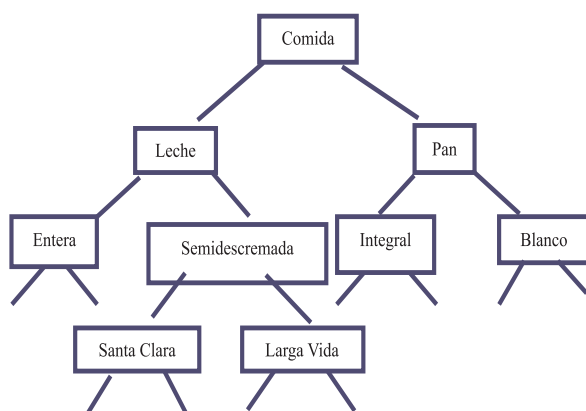 Comida
Leche
Pan
Entera
Semidescremada
Integral
Blanco
Santa Clara
Larga Vida